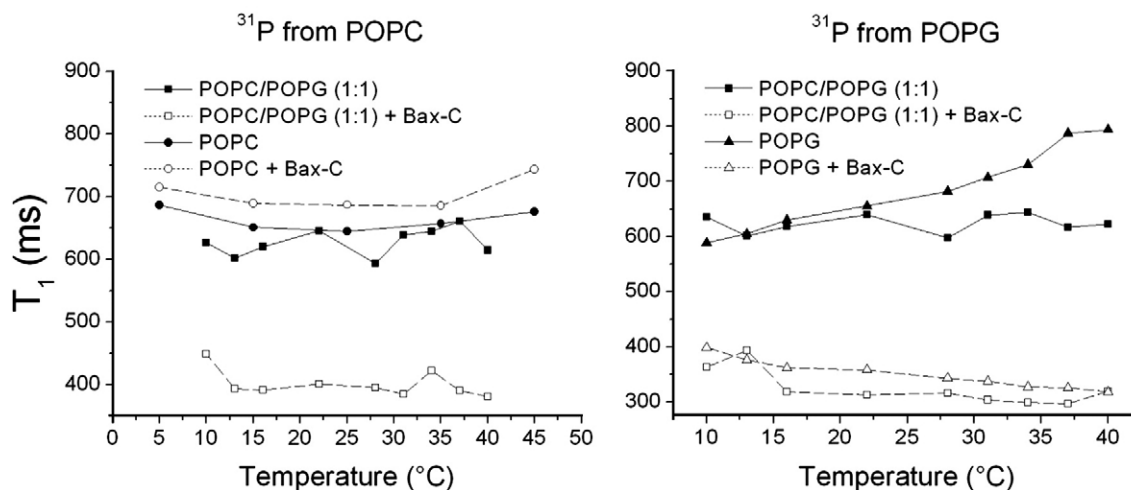 ³¹P from POPC
900
800
700
600
500
400
T₁ (ms)
POPC/POPG (1:1)
POPC/POPG (1:1) + Bax-C
POPC
POPC + Bax-C
0 5 10 15 20 25 30 35 40 45 50
Temperature (°C)
³¹P from POPG
900
800
700
600
500
400
300
POPC/POPG (1:1)
POPC/POPG (1:1) + Bax-C
POPG
POPG + Bax-C
10 15 20 25 30 35 40
Temperature (°C)